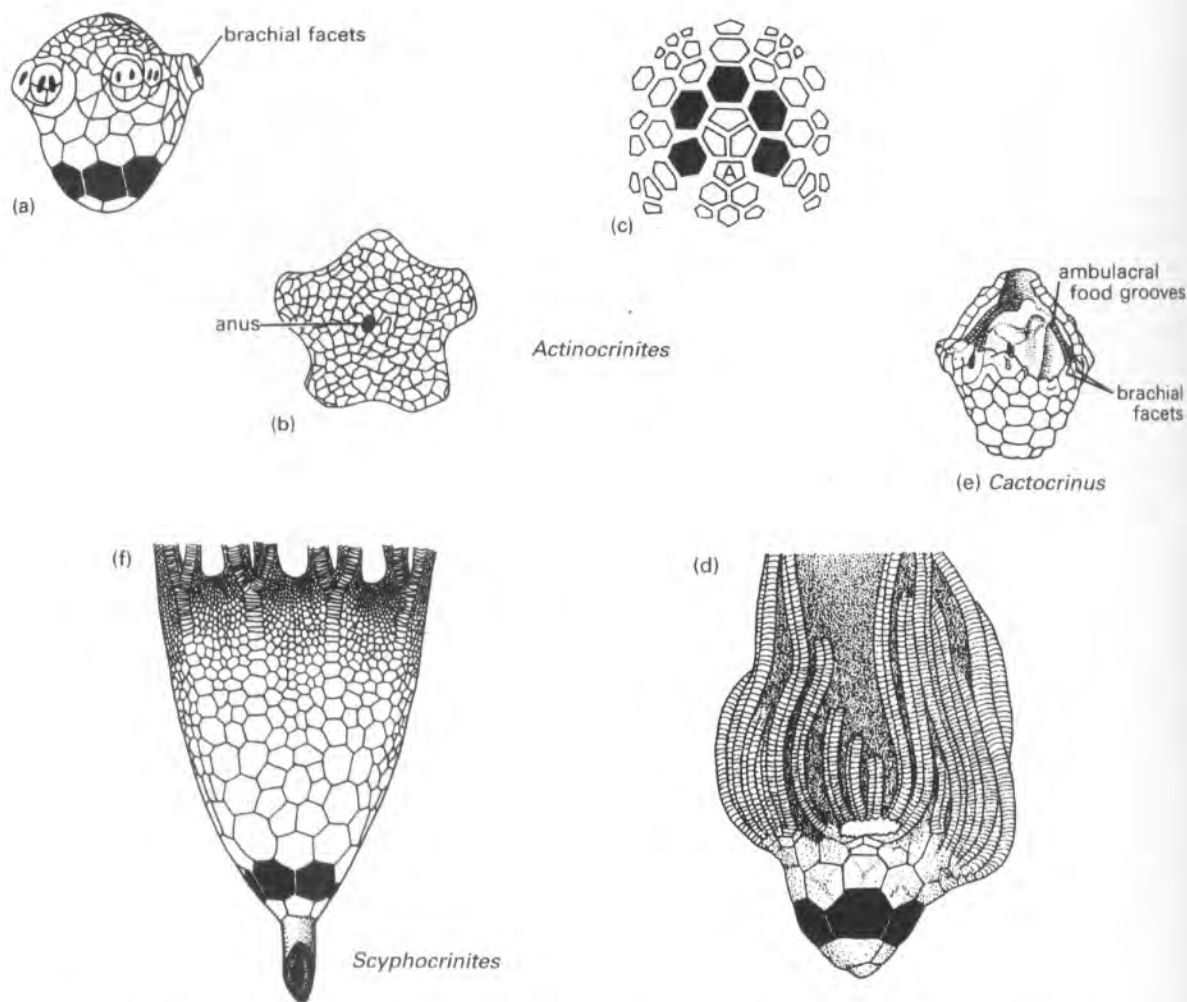 brachial facets
(a)
(c)
A
anus
(b)
Actinocrinites
ambulacral
food grooves
brachial
facets
(e) Cactocrinus
(f)
(d)
Scyphocrinites